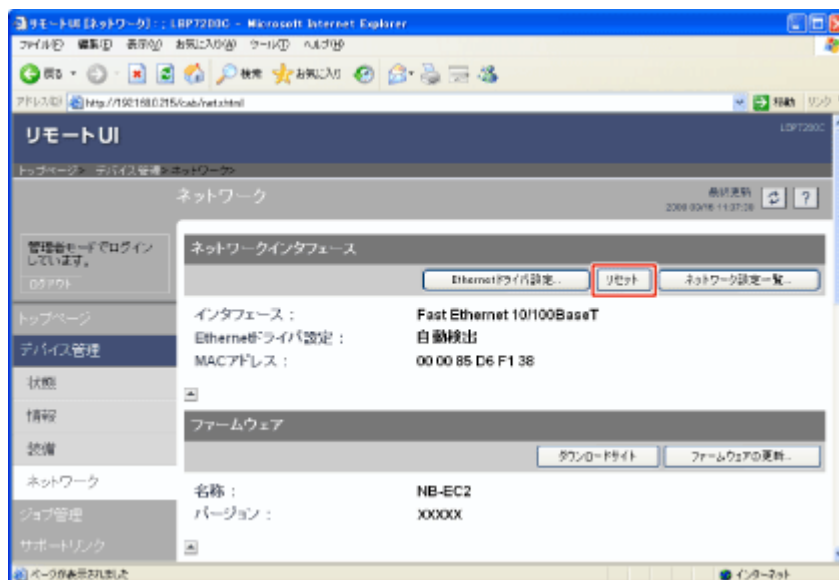 リモートUI [ネットワーク] : ; LBP7200C - Microsoft Internet Explorer
ファイル(F) 編集(E) 表示(V) お気に入り(A) ツール(T) ヘルプ(H)
戻る 検索 お気に入り
アドレス(D) http://192.168.0.215/cab/net.shtml 移動 リンク
リモートUI
LBP7200C
トップページ> デバイス管理> ネットワーク>
ネットワーク
最終更新
管理者モードでログイン
しています。
ログアウト
ネットワークインタフェース
Ethernetドライバ設定... リセット ネットワーク設定一覧...
トップページ
デバイス管理
状態
情報
装備
ネットワーク
ジョブ管理
サポートリンク
インタフェース : Fast Ethernet 10/100BaseT
Ethernetドライバ設定 : 自動検出
MACアドレス : 00 00 85 D6 F1 38
ファームウェア
ダウンロードサイト ファームウェアの更新...
名称 : NB-EC2
バージョン : XXXXX
ページが表示されました インターネット